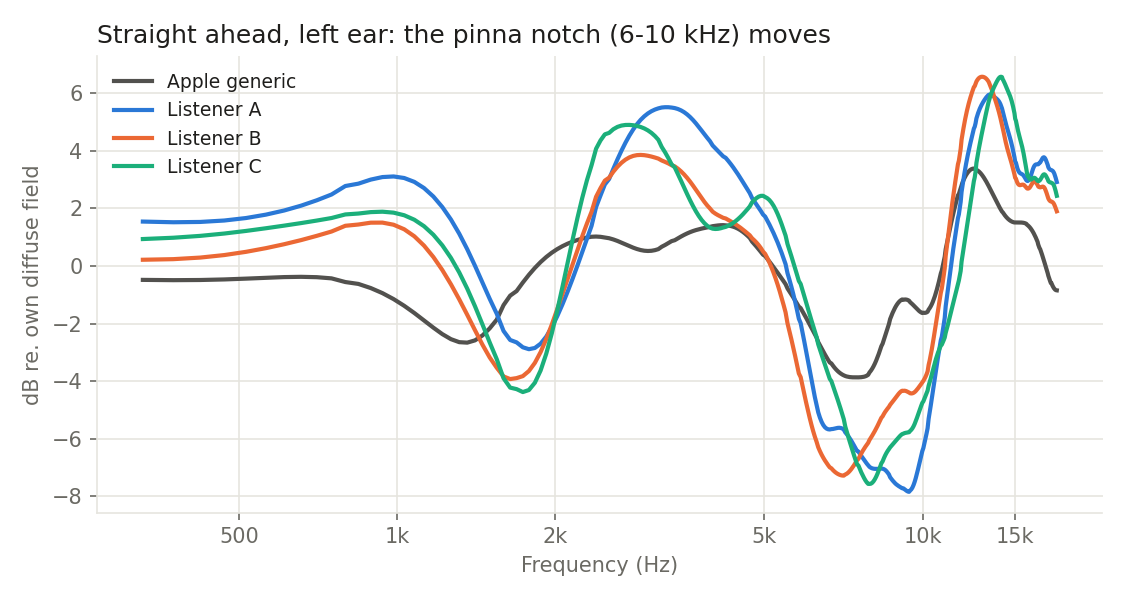 Straight ahead, left ear: the pinna notch (6-10 kHz) moves
Apple generic
Listener A
Listener B
Listener C
dB re. own diffuse field
6
4
2
0
−2
−4
−6
−8
500
1k
2k
5k
10k
15k
Frequency (Hz)